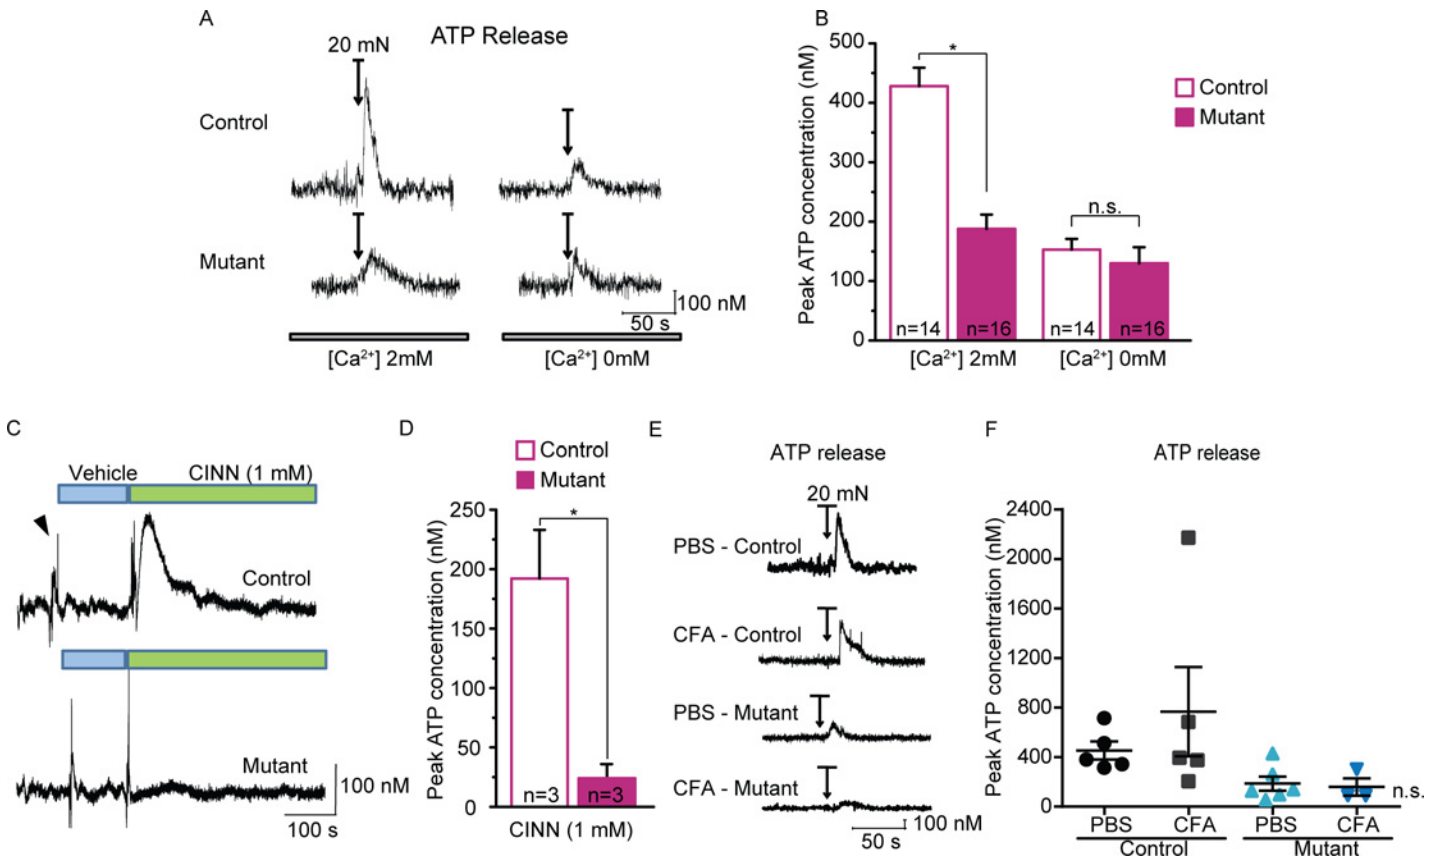 A
ATP Release
20 mN
Control
Mutant
100 nM
50 s
[Ca²⁺] 2mM
[Ca²⁺] 0mM
B
Peak ATP concentration (nM)
500
400
300
200
100
0
*
n.s.
n=14
n=16
n=14
n=16
[Ca²⁺] 2mM
[Ca²⁺] 0mM
Control
Mutant
C
Vehicle
CINN (1 mM)
Control
Mutant
100 nM
100 s
D
Control
Mutant
Peak ATP concentration (nM)
250
200
150
100
50
0
*
n=3
n=3
CINN (1 mM)
E
ATP release
20 mN
PBS - Control
CFA - Control
PBS - Mutant
CFA - Mutant
100 nM
50 s
F
ATP release
Peak ATP concentration (nM)
2400
2000
1600
1200
800
400
0
n.s.
PBS
CFA
PBS
CFA
Control
Mutant